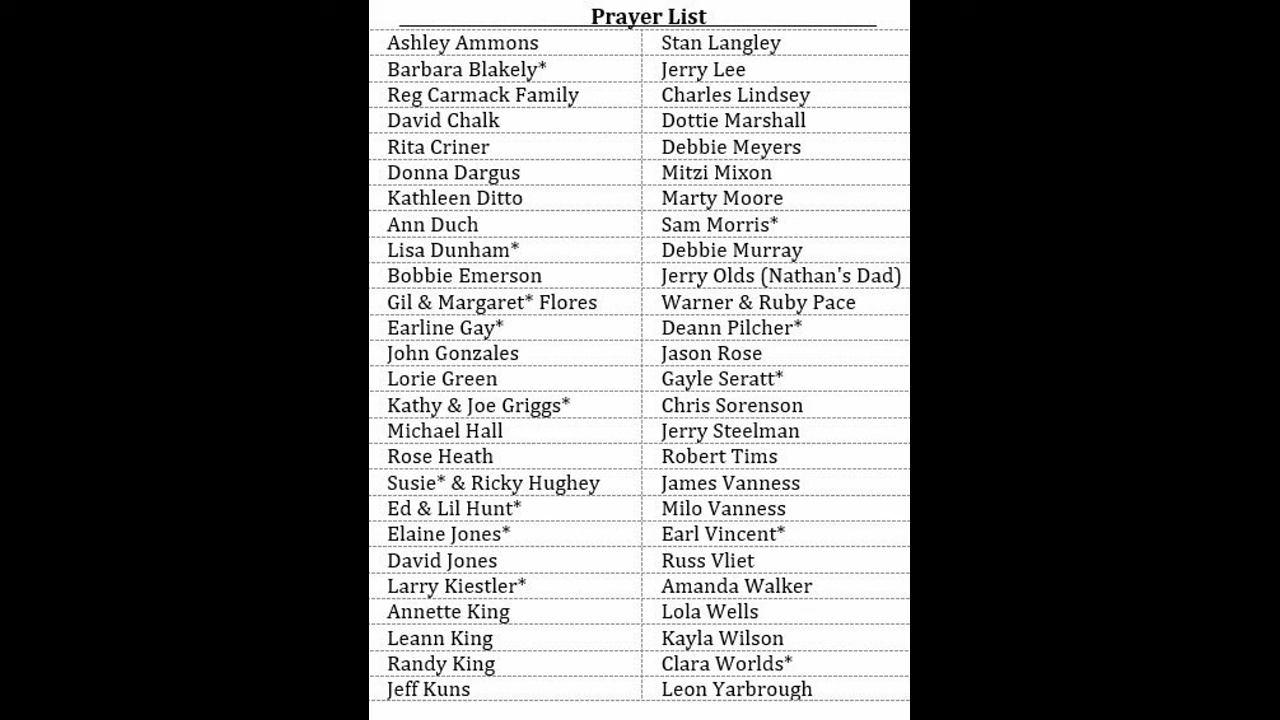 Prayer List
Ashley Ammons
Barbara Blakely*
Reg Carmack Family
David Chalk
Rita Criner
Donna Dargus
Kathleen Ditto
Ann Duch
Lisa Dunham*
Bobbie Emerson
Gil & Margaret* Flores
Earline Gay*
John Gonzales
Lorie Green
Kathy & Joe Griggs*
Michael Hall
Rose Heath
Susie* & Ricky Hughey
Ed & Lil Hunt*
Elaine Jones*
David Jones
Larry Kiestler*
Annette King
Leann King
Randy King
Jeff Kuns
Stan Langley
Jerry Lee
Charles Lindsey
Dottie Marshall
Debbie Meyers
Mitzi Mixon
Marty Moore
Sam Morris*
Debbie Murray
Jerry Olds (Nathan's Dad)
Warner & Ruby Pace
Deann Pilcher*
Jason Rose
Gayle Seratt*
Chris Sorenson
Jerry Steelman
Robert Tims
James Vanness
Milo Vanness
Earl Vincent*
Russ Vliet
Amanda Walker
Lola Wells
Kayla Wilson
Clara Worlds*
Leon Yarbrough